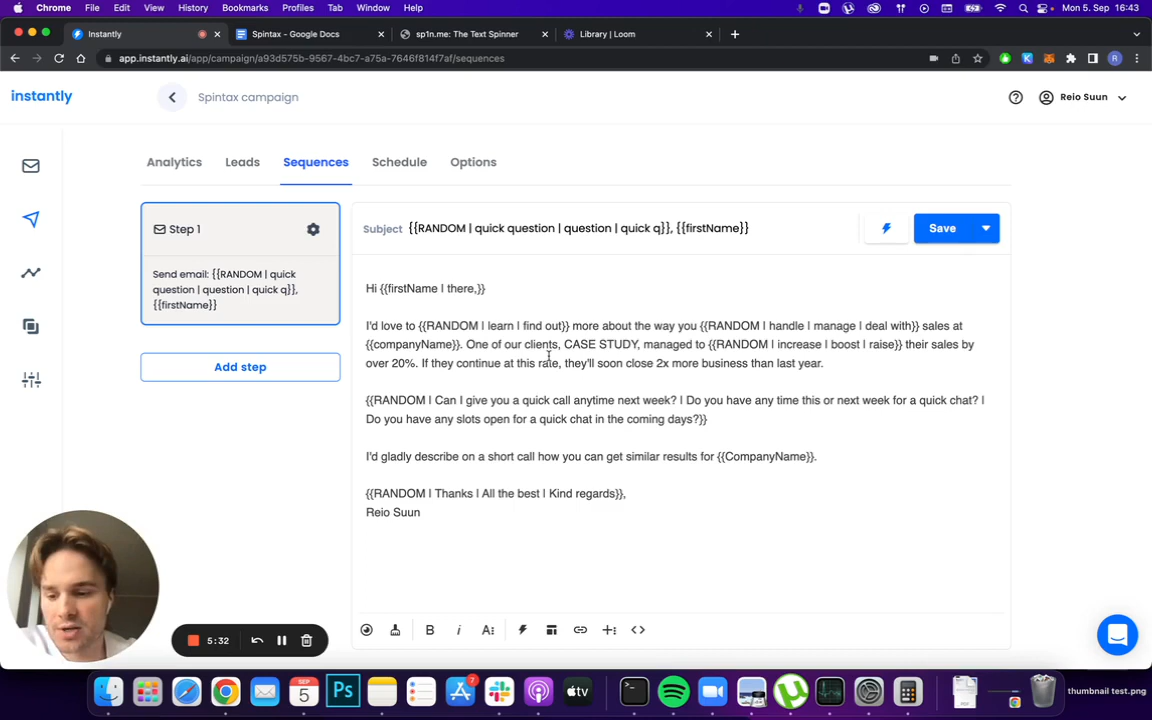 Chrome File Edit View History Bookmarks Profiles Tab Window Help Mon 5. Sep 16:43
Instantly Spintax - Google Docs sp1n.me: The Text Spinner Library | Loom
app.instantly.ai/app/campaign/a93d575b-9567-4bc7-a75a-7646f814f7af/sequences
R
instantly
Spintax campaign
Reio Suun
Analytics Leads Sequences Schedule Options
Step 1
Send email: {{RANDOM | quick
question | question | quick q}},
{{firstName}}
Add step
Subject {{RANDOM | quick question | question | quick q}}, {{firstName}}
Save
Hi {{firstName | there,}}
I'd love to {{RANDOM | learn | find out}} more about the way you {{RANDOM | handle | manage | deal with}} sales at
{{companyName}}. One of our clients, CASE STUDY, managed to {{RANDOM | increase | boost | raise}} their sales by
over 20%. If they continue at this rate, they'll soon close 2x more business than last year.
{{RANDOM | Can I give you a quick call anytime next week? | Do you have any time this or next week for a quick chat? |
Do you have any slots open for a quick chat in the coming days?}}
I'd gladly describe on a short call how you can get similar results for {{CompanyName}}.
{{RANDOM | Thanks | All the best | Kind regards}},
Reio Suun
B i A
5:32
SEP
5
Ps
7
tv
thumbnail test.png